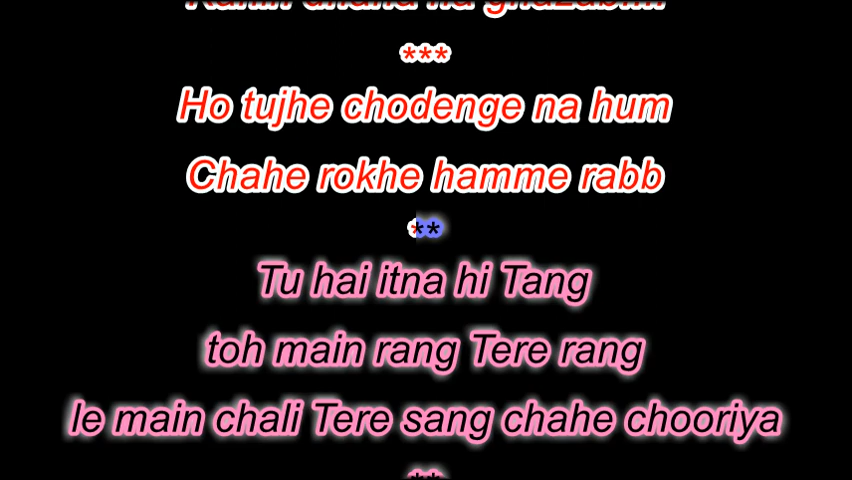 ***
Ho tujhe chodenge na hum
Chahe rokhe hamme rabb
**
Tu hai itna hi Tang
toh main rang Tere rang
le main chali Tere sang chahe chooriya
**